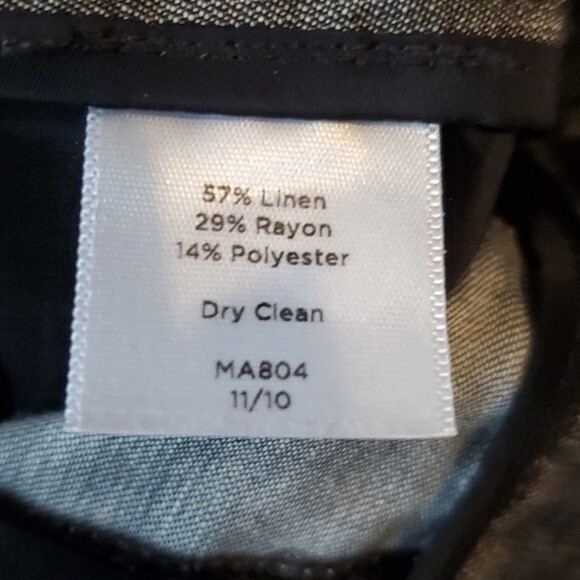 57% Linen
29% Rayon
14% Polyester
Dry Clean
MA804
11/10